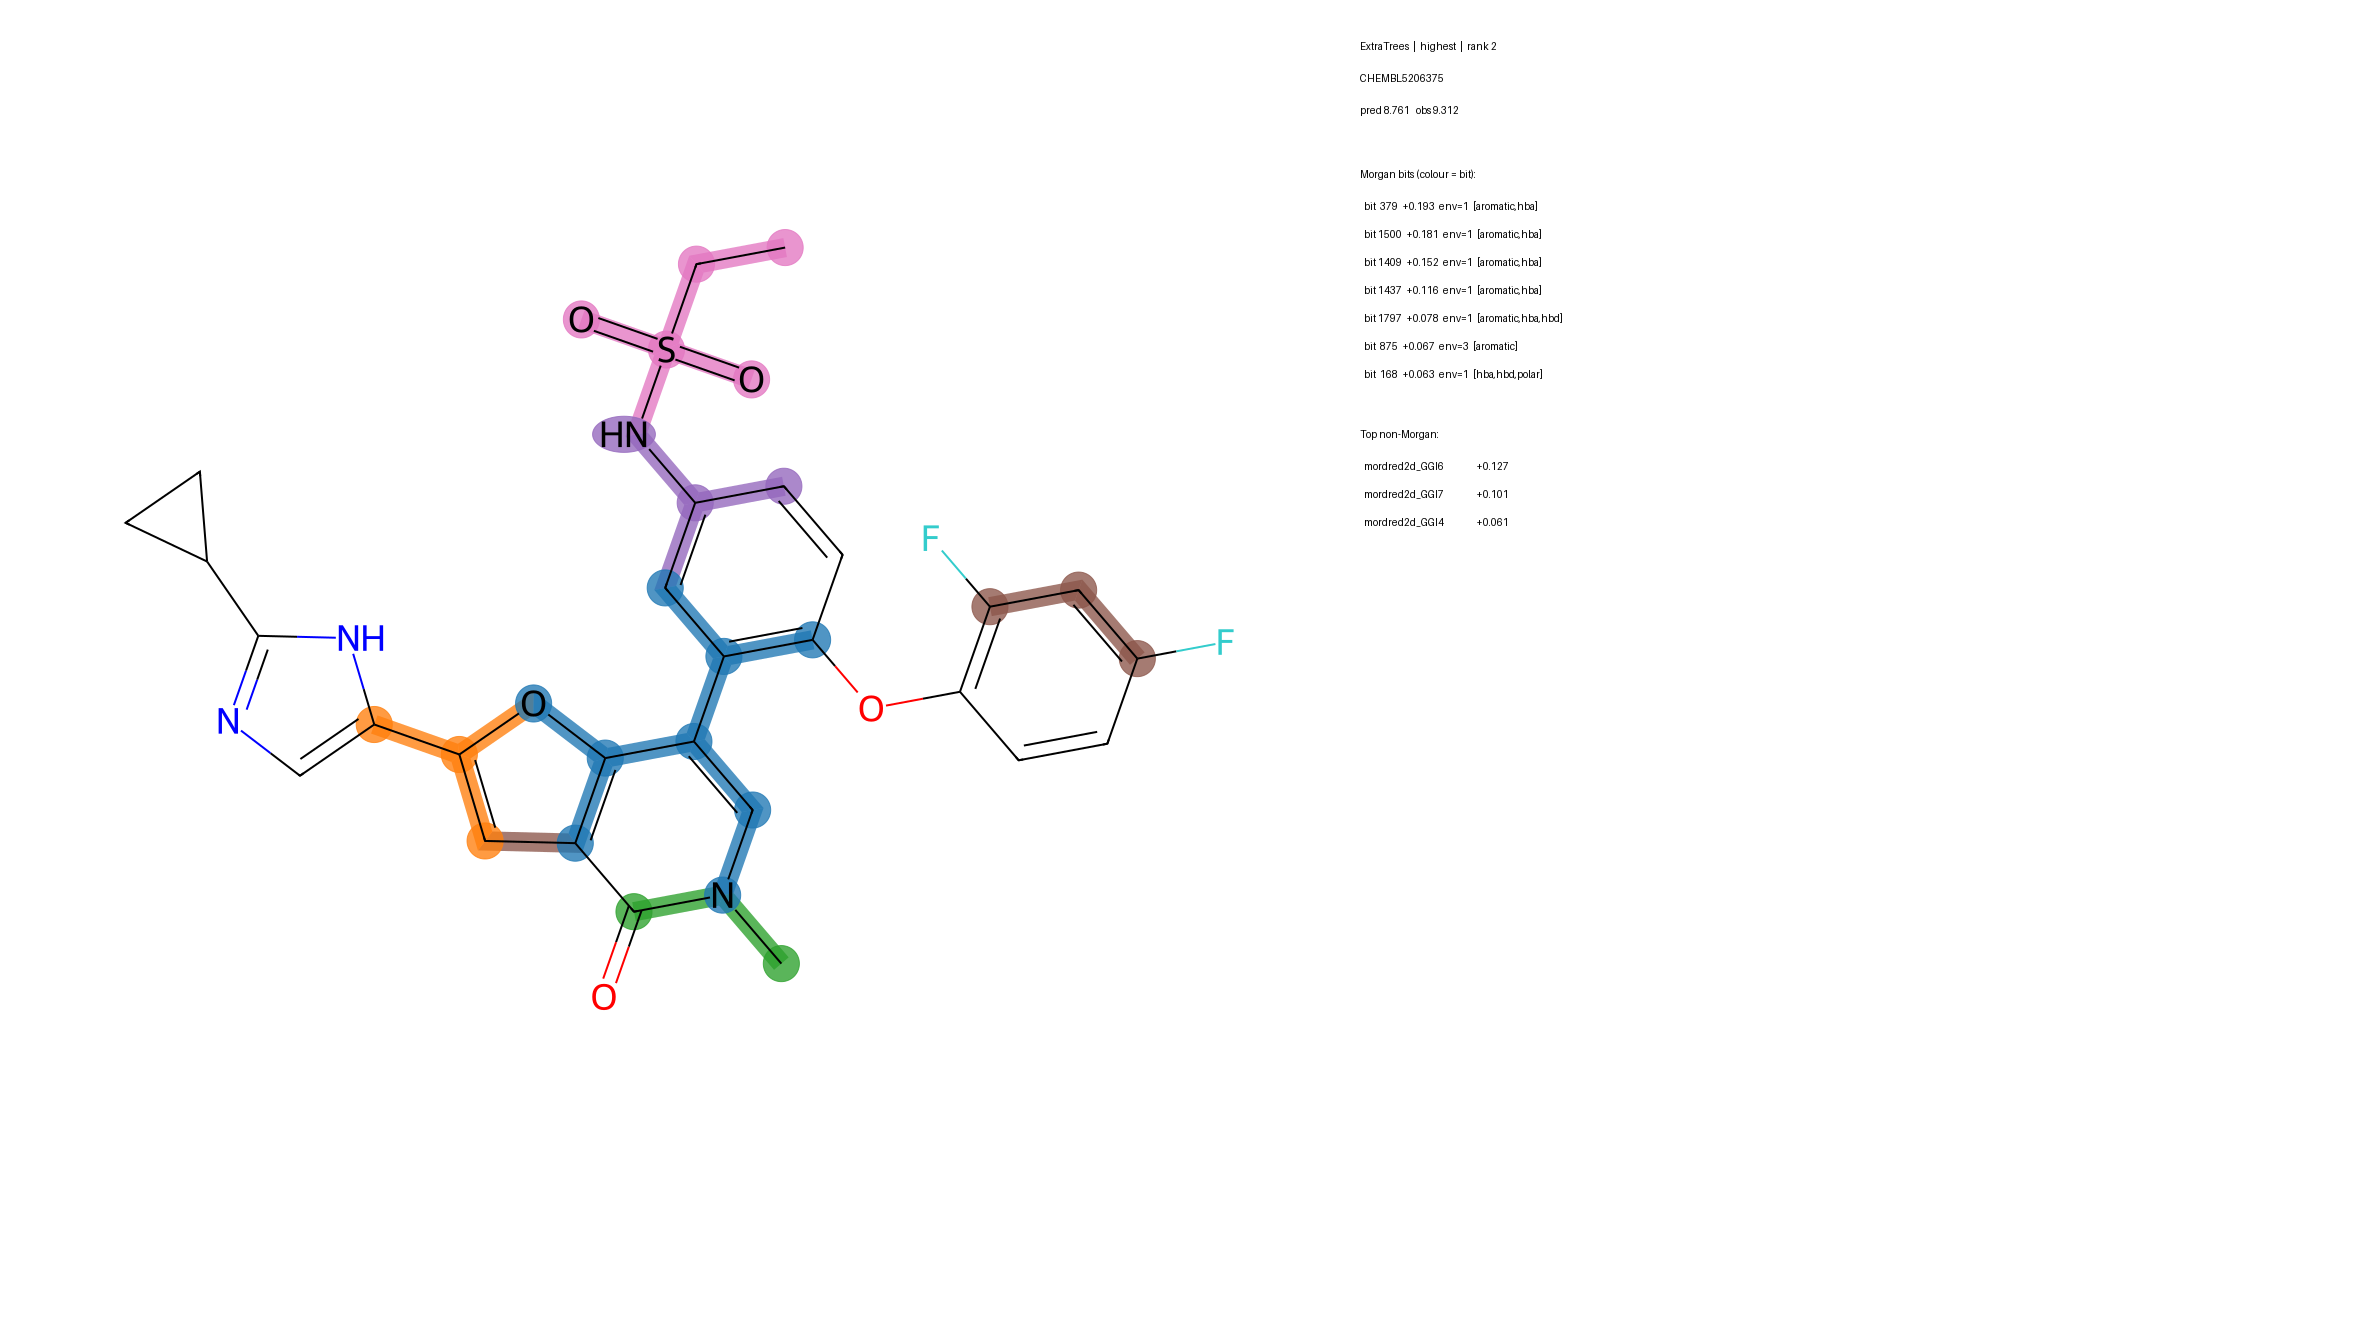 ExtraTrees | highest | rank 2
CHEMBL5206375
pred 8.761 obs 9.312
Morgan bits (colour = bit):
bit 379 +0.193 env=1 [aromatic,hba]
bit 1500 +0.181 env=1 [aromatic,hba]
bit 1409 +0.152 env=1 [aromatic,hba]
bit 1437 +0.116 env=1 [aromatic,hba]
bit 1797 +0.078 env=1 [aromatic,hba,hbd]
bit 875 +0.067 env=3 [aromatic]
bit 168 +0.063 env=1 [hba,hbd,polar]
Top non-Morgan:
mordred2d_GGI6 +0.127
mordred2d_GGI7 +0.101
mordred2d_GGI4 +0.061
O
S
O
HN
F
NH
F
N
O
O
N
O